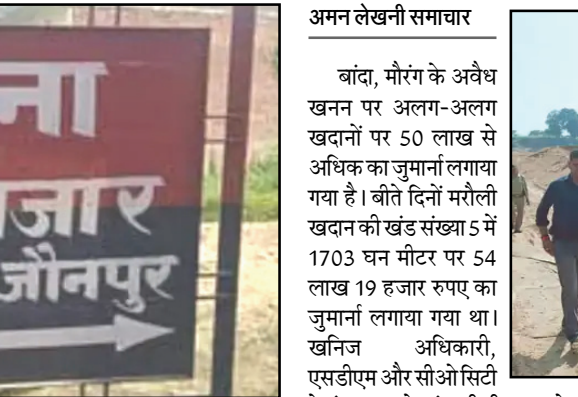 ना
जौनपुर
अमन लेखनी समाचार
बांदा, मौरंग के अवैध
खनन पर अलग-अलग
खदानों पर 50 लाख से
अधिक का जुमार्ना लगाया
गया है। बीते दिनों मरौली
खदान की खंड संख्या 5 में
1703 घन मीटर पर 54
लाख 19 हजार रुपए का
जुमार्ना लगाया गया था।
खनिज अधिकारी,
एसडीएम और सीओ सिटी